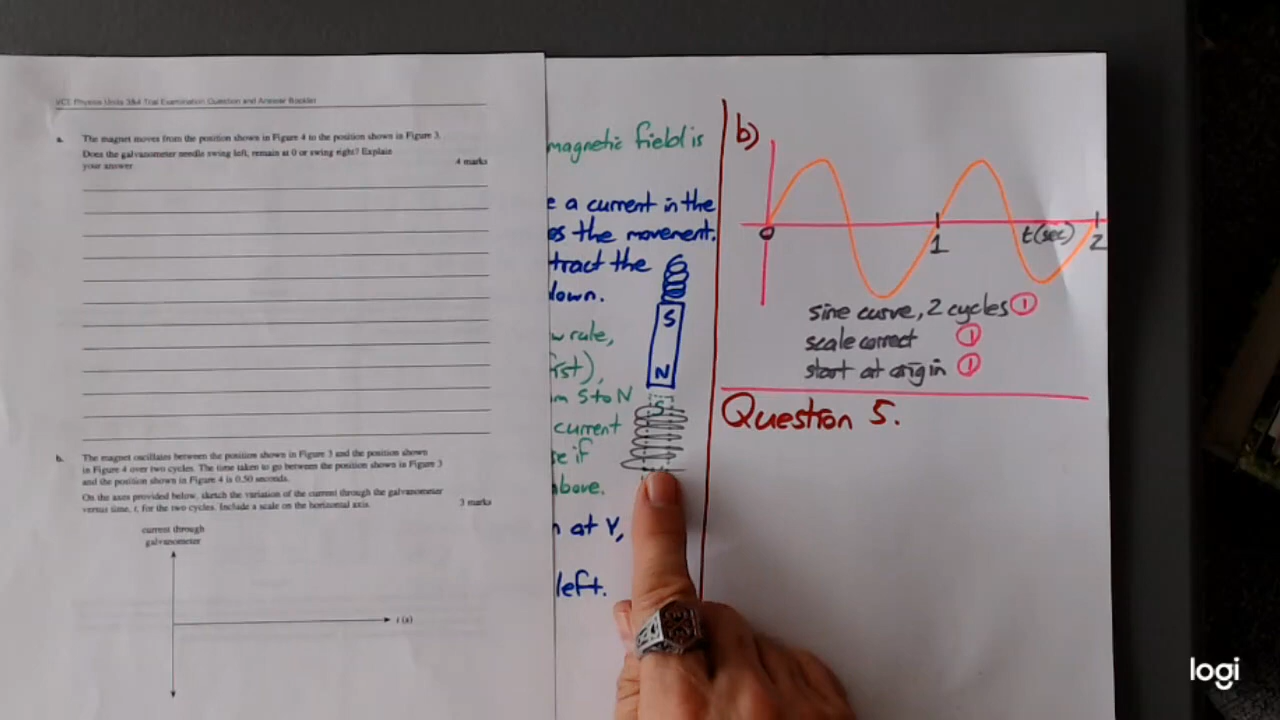 VCE Physics Units 3&4 Trial Examination Question and Answer Booklet
a. The magnet moves from the position shown in Figure 4 to the position shown in Figure 3.
Does the galvanometer needle swing left, remain at 0 or swing right? Explain
your answer.
4 marks
b. The magnet oscillates between the position shown in Figure 3 and the position shown
in Figure 4 over two cycles. The time taken to go between the position shown in Figure 3
and the position shown in Figure 4 is 0.50 seconds.
On the axes provided below, sketch the variation of the current through the galvanometer
versus time, t, for the two cycles. Include a scale on the horizontal axis.
3 marks
current through
galvanometer
t (s)
magnetic field is
e a current in the
es the movement.
tract the
down.
w rule,
m S to N
current
se if
above.
n at Y,
left.
S
N
S
b)
0
1
t(sec)
2
sine curve, 2 cycles 1
scale correct 1
start at origin 1
Question 5.
logi